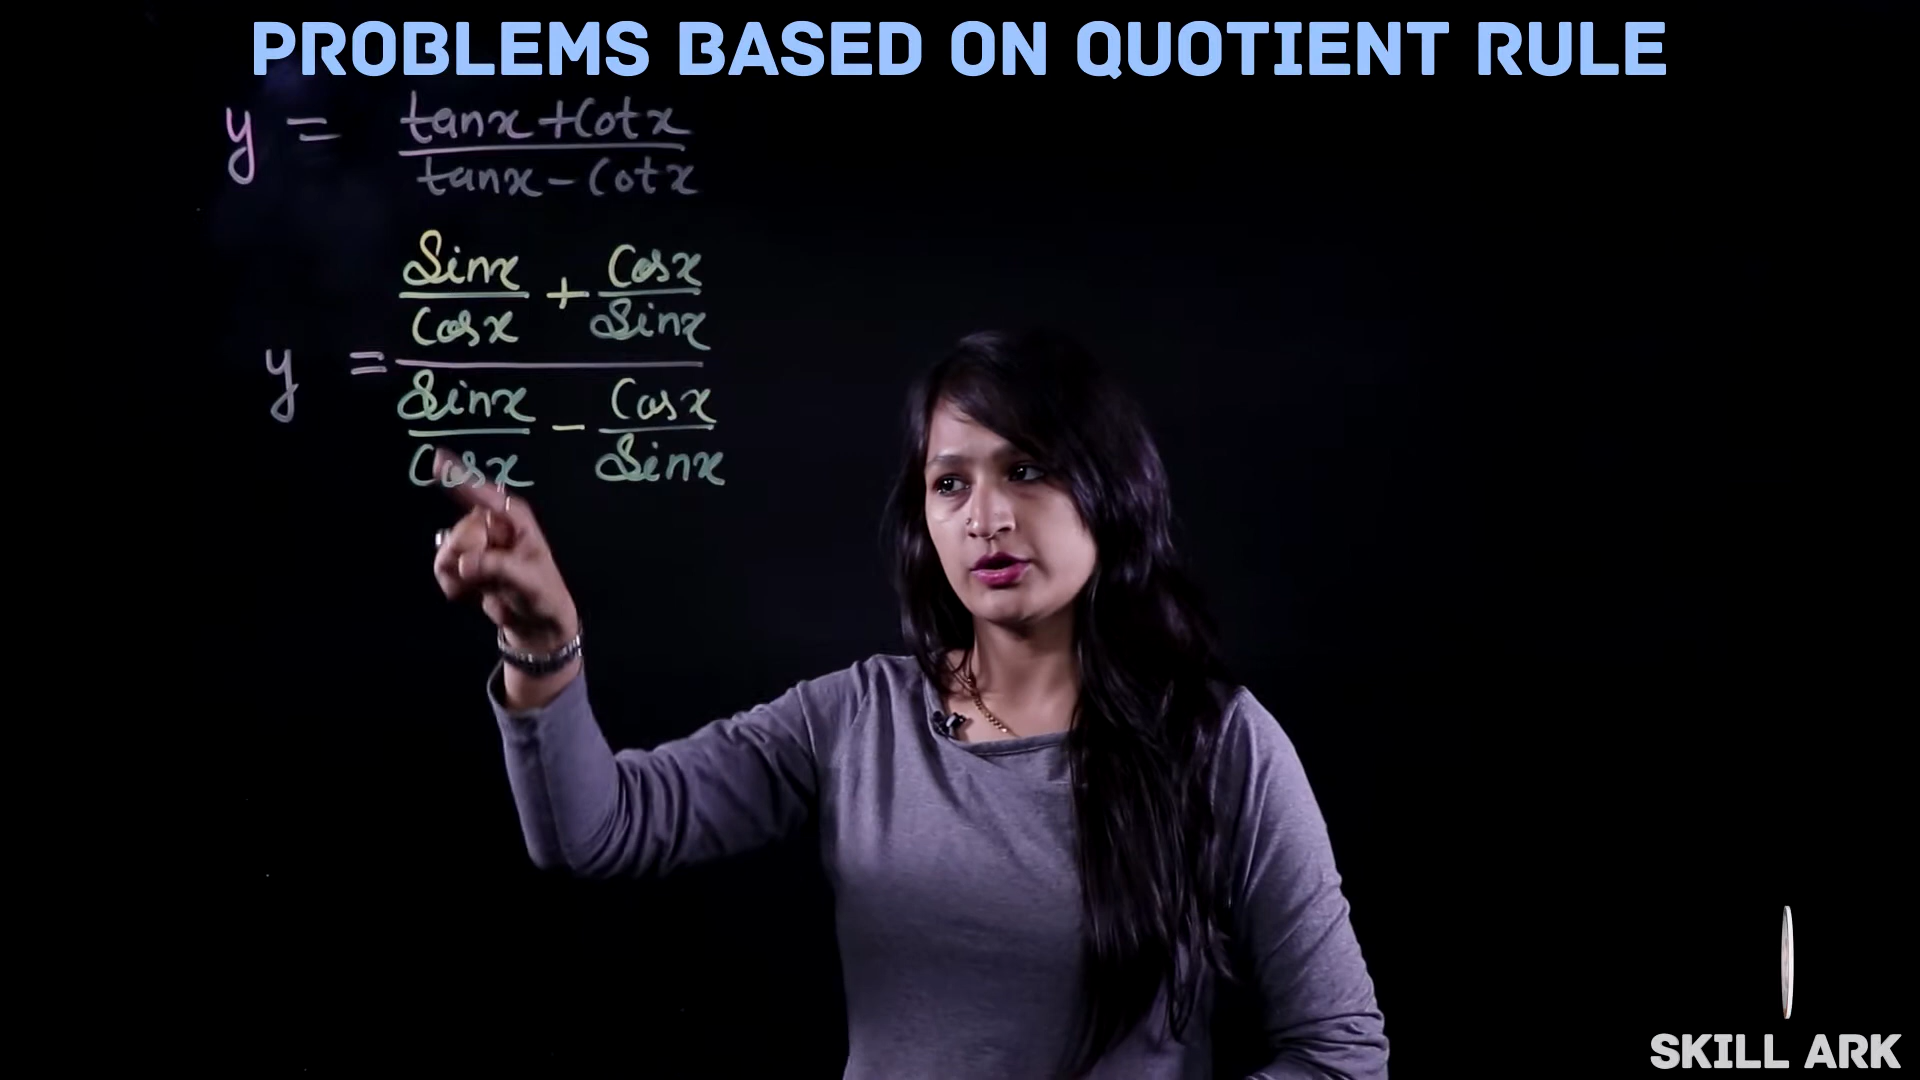 PROBLEMS BASED ON QUOTIENT RULE
y = tanx + Cotx
tanx - Cotx
Sinx + Cosx
Cosx Sinx
y =
Sinx - Cosx
Cosx Sinx
SKILL ARK